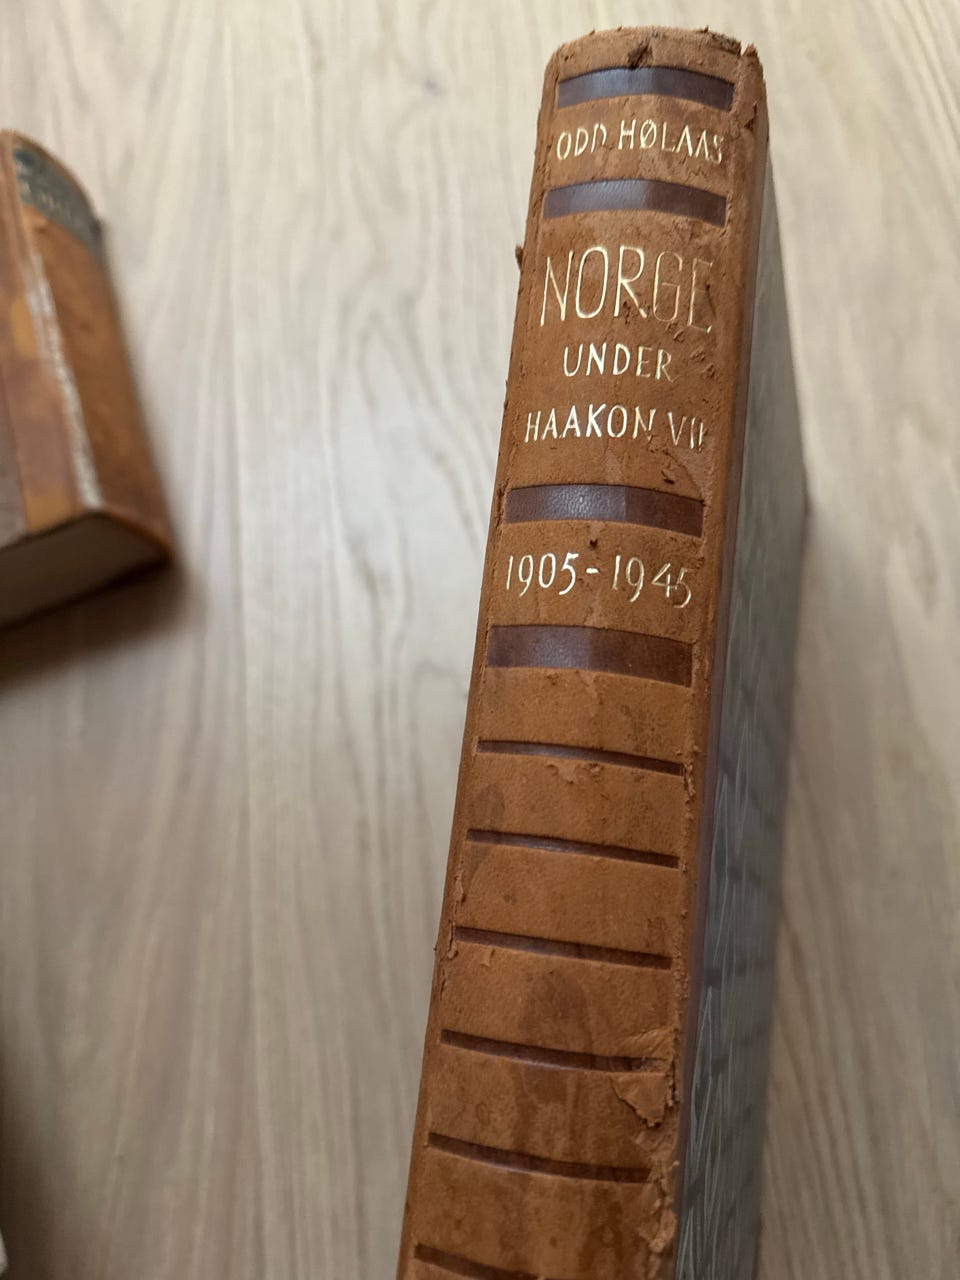 ODD HØLAAS
NORGE
UNDER
HAAKON VII
1905-1945